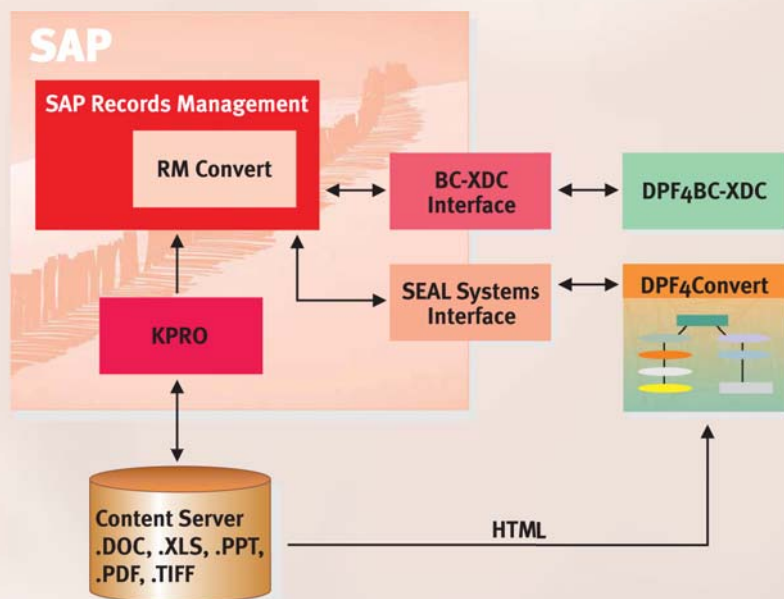 SAP
SAP Records Management
RM Convert
BC-XDC
Interface
DPF4BC-XDC
SEAL Systems
Interface
DPF4Convert
KPRO
Content Server
.DOC, .XLS, .PPT,
.PDF, .TIFF
HTML